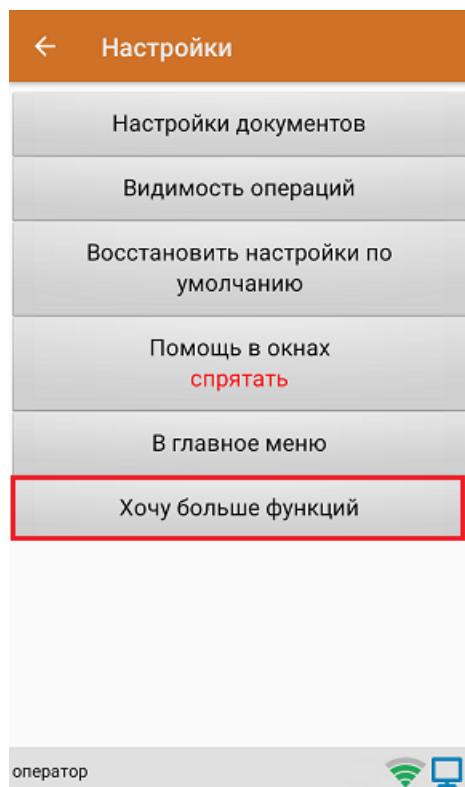 Настройки
Настройки документов
Видимость операций
Восстановить настройки по
умолчанию
Помощь в окнах
спрятать
В главное меню
Хочу больше функций
оператор